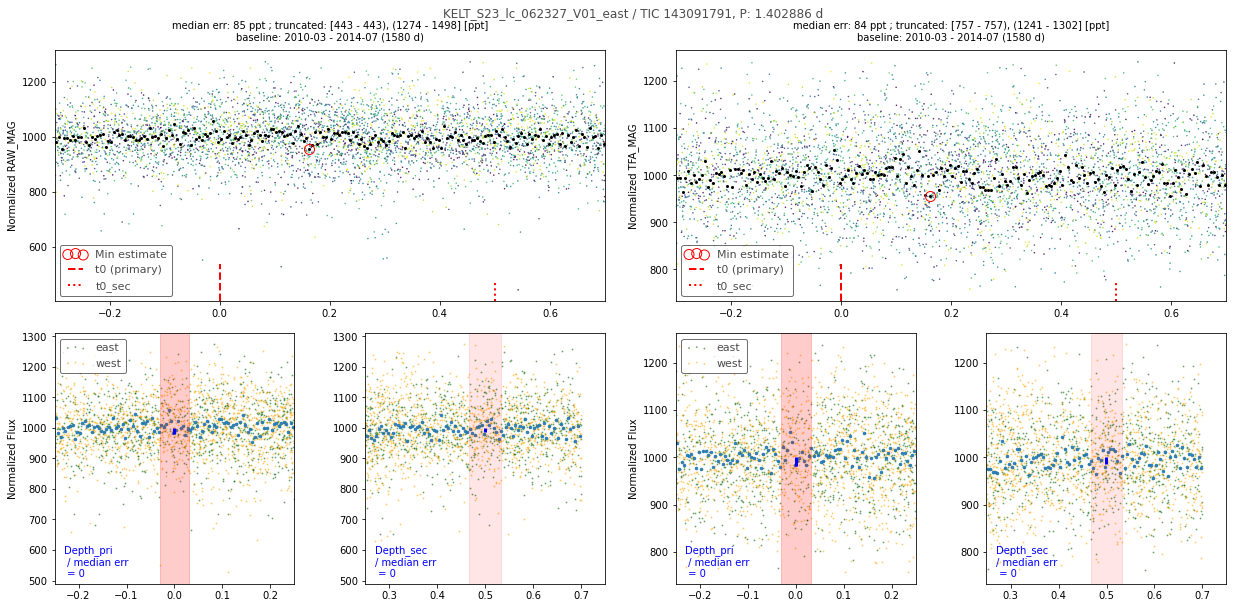 KELT_S23_lc_062327_V01_east / TIC 143091791, P: 1.402886 d
median err: 85 ppt ; truncated: [443 - 443), (1274 - 1498] [ppt]
baseline: 2010-03 - 2014-07 (1580 d)
median err: 84 ppt ; truncated: [757 - 757), (1241 - 1302] [ppt]
baseline: 2010-03 - 2014-07 (1580 d)
Normalized RAW_MAG
1200
1000
800
600
Min estimate
t0 (primary)
t0_sec
−0.2 0.0 0.2 0.4 0.6
Normalized TFA_MAG
1200
1100
1000
900
800
Min estimate
t0 (primary)
t0_sec
−0.2 0.0 0.2 0.4 0.6
Normalized Flux
1300
1200
1100
1000
900
800
700
600
500
east
west
Depth_pri
/ median err
= 0
−0.2 −0.1 0.0 0.1 0.2
1300
1200
1100
1000
900
800
700
600
500
Depth_sec
/ median err
= 0
0.3 0.4 0.5 0.6 0.7
Normalized Flux
1200
1100
1000
900
800
east
west
Depth_pri
/ median err
= 0
−0.2 −0.1 0.0 0.1 0.2
1200
1100
1000
900
800
Depth_sec
/ median err
= 0
0.3 0.4 0.5 0.6 0.7